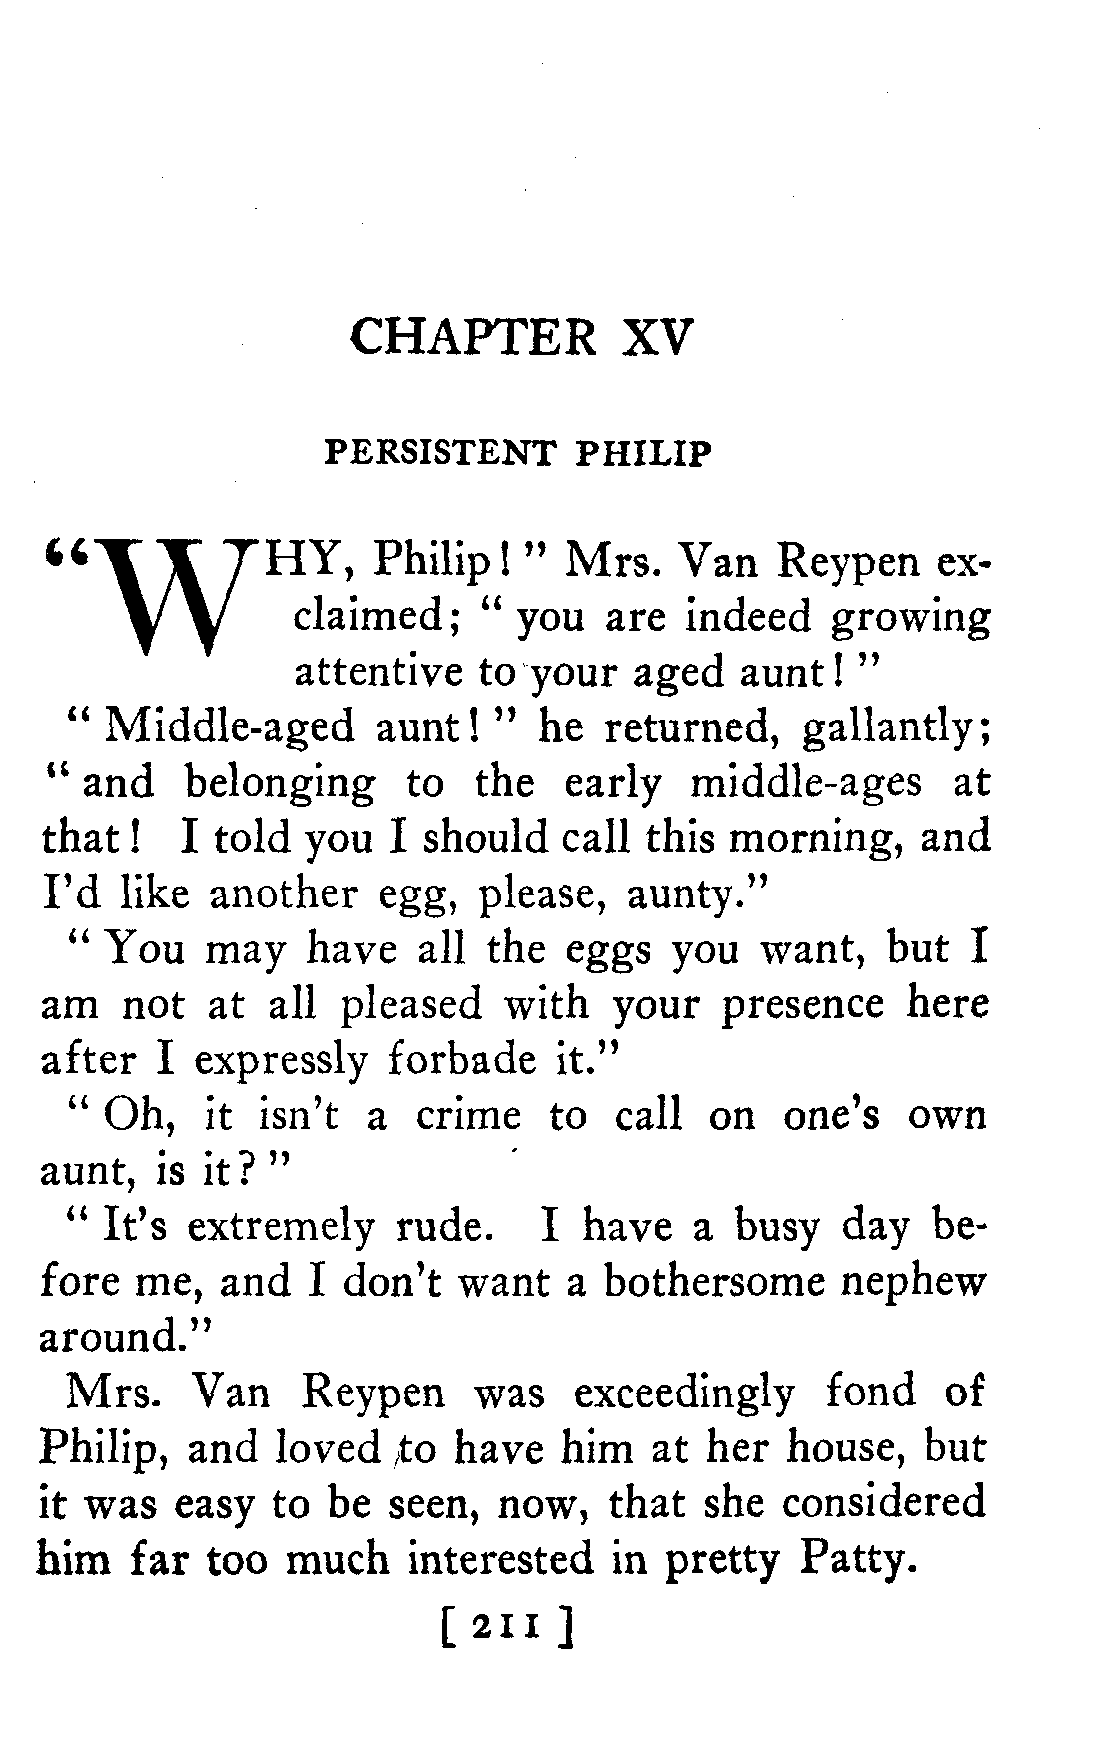 CHAPTER XV
PERSISTENT PHILIP
“WHY, Philip!” Mrs. Van Reypen ex-
claimed; “you are indeed growing
attentive to your aged aunt!”
“Middle-aged aunt!” he returned, gallantly;
“and belonging to the early middle-ages at
that! I told you I should call this morning, and
I’d like another egg, please, aunty.”
“You may have all the eggs you want, but I
am not at all pleased with your presence here
after I expressly forbade it.”
“Oh, it isn’t a crime to call on one’s own
aunt, is it?”
“It’s extremely rude. I have a busy day be-
fore me, and I don’t want a bothersome nephew
around.”
Mrs. Van Reypen was exceedingly fond of
Philip, and loved to have him at her house, but
it was easy to be seen, now, that she considered
him far too much interested in pretty Patty.
[ 211 ]